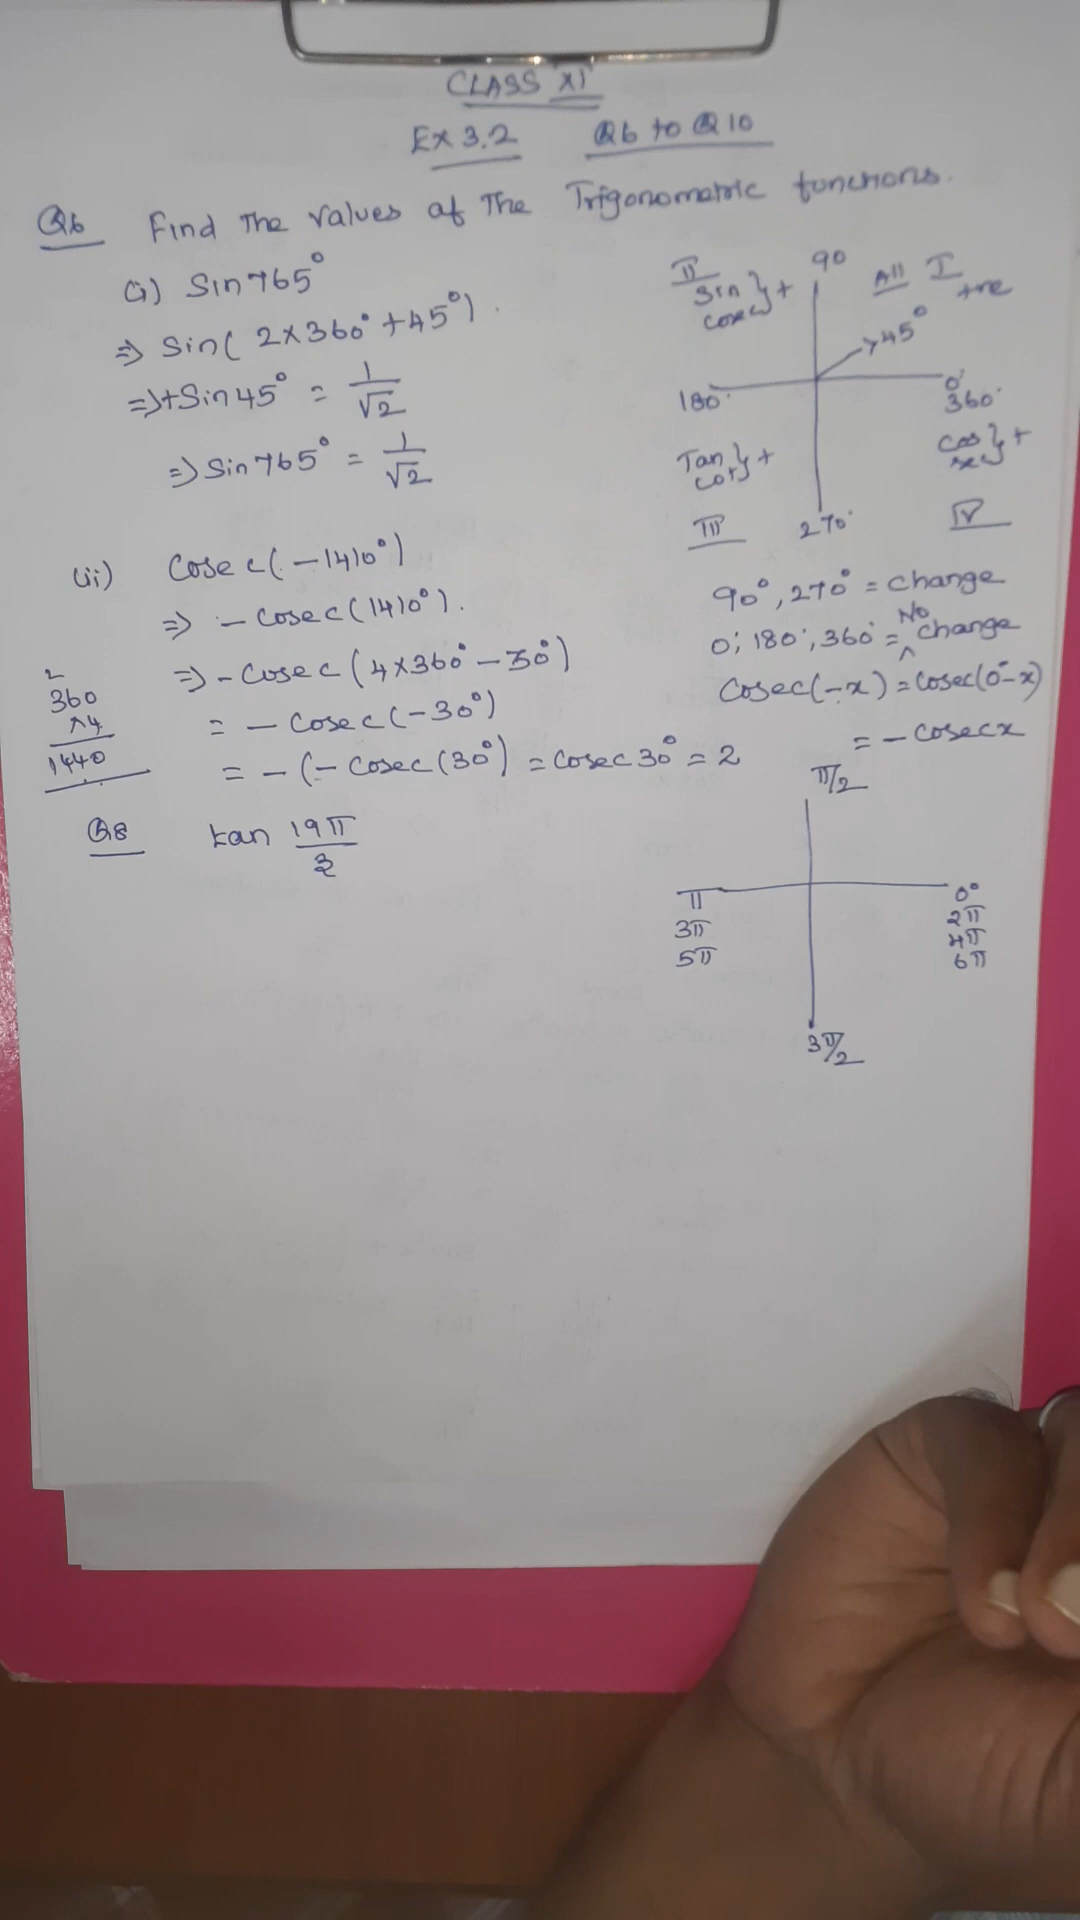 CLASS XI
Ex 3.2 Q6 to Q10
Q6 Find The values of The Trigonometric functions.
(i) Sin 765°
⇒ Sin( 2×360° +45°).
⇒ +Sin 45° = 1/√2
⇒ Sin 765° = 1/√2
90
II
Sin } +
cosec
All I
+ve
45°
180°
0°
360°
Tan } +
cot
cos } +
sec
III
270°
IV
(ii) Cosec(-1410°)
⇒ - Cosec(1410°).
⇒ - Cosec(4×360° - 30°)
= - Cosec(-30°)
= - (- Cosec(30°) = Cosec 30° = 2
2
360
×4
1440
90°, 270° = change
0°, 180°, 360° = No change
Cosec(-x) = Cosec(0°-x)
= - cosecx
Q8 tan 19π/3
π/2
π
3π
5π
0°
2π
4π
6π
3π/2